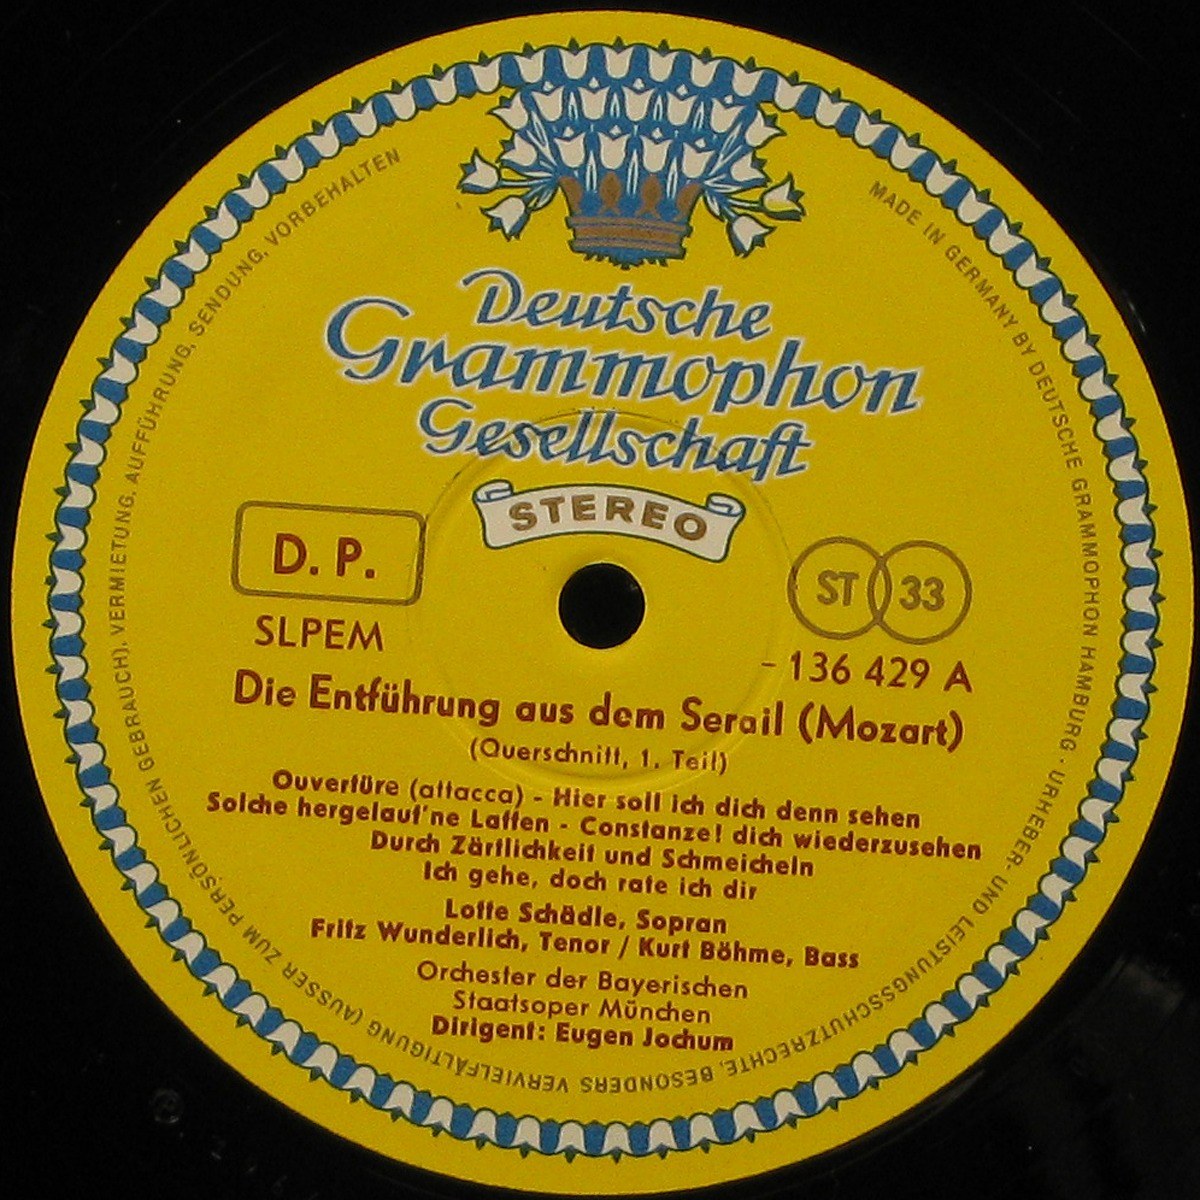 Deutsche
Grammophon
Gesellschaft
STEREO
D. P.
ST 33
SLPEM
- 136 429 A
Die Entführung aus dem Serail (Mozart)
(Querschnitt, 1. Teil)
Ouvertüre (attacca) - Hier soll ich dich denn sehen
Solche hergelauf'ne Laffen - Constanze! dich wiederzusehen
Durch Zärtlichkeit und Schmeicheln
Ich gehe, doch rate ich dir
Lotte Schädle, Sopran
Fritz Wunderlich, Tenor / Kurt Böhme, Bass
Orchester der Bayerischen
Staatsoper München
Dirigent: Eugen Jochum
MADE IN GERMANY BY DEUTSCHE GRAMMOPHON HAMBURG · URHEBER- UND LEISTUNGSSCHUTZRECHTE, BESONDERS VERVIELFÄLTIGUNG (AUSSER ZUM PERSÖNLICHEN GEBRAUCH), VERMIETUNG, AUFFÜHRUNG, SENDUNG, VORBEHALTEN